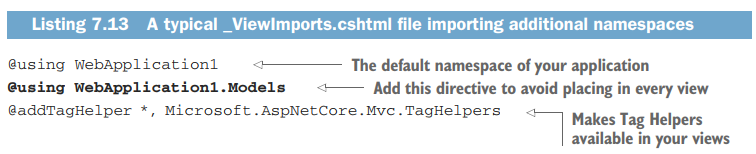 Listing 7.13 A typical _ViewImports.cshtml file importing additional namespaces
@using WebApplication1
The default namespace of your application
@using WebApplication1.Models
Add this directive to avoid placing in every view
@addTagHelper *, Microsoft.AspNetCore.Mvc.TagHelpers
Makes Tag Helpers
available in your views